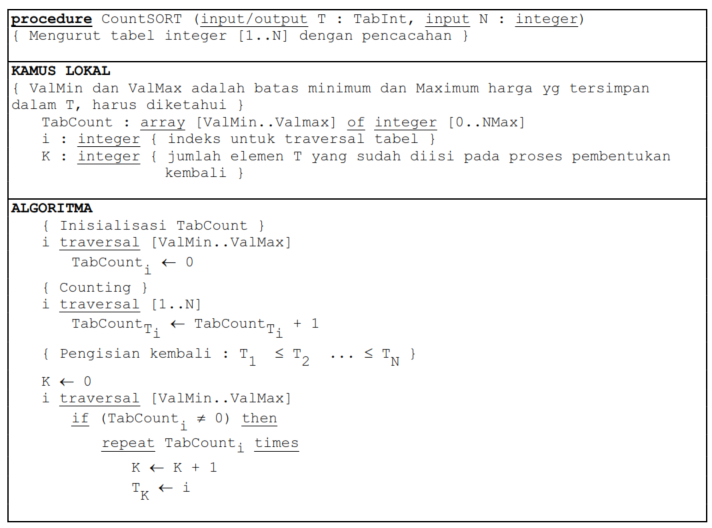 procedure CountSORT (input/output T : TabInt, input N : integer)
{ Mengurut tabel integer [1..N] dengan pencacahan }
KAMUS LOKAL
{ ValMin dan ValMax adalah batas minimum dan Maximum harga yg tersimpan
dalam T, harus diketahui }
TabCount : array [ValMin..Valmax] of integer [0..NMax]
i : integer { indeks untuk traversal tabel }
K : integer { jumlah elemen T yang sudah diisi pada proses pembentukan
kembali }
ALGORITMA
{ Inisialisasi TabCount }
i traversal [ValMin..ValMax]
TabCount_i ← 0
{ Counting }
i traversal [1..N]
TabCount_T_i ← TabCount_T_i + 1
{ Pengisian kembali : T_1 ≤ T_2 ... ≤ T_N }
K ← 0
i traversal [ValMin..ValMax]
if (TabCount_i ≠ 0) then
repeat TabCount_i times
K ← K + 1
T_K ← i